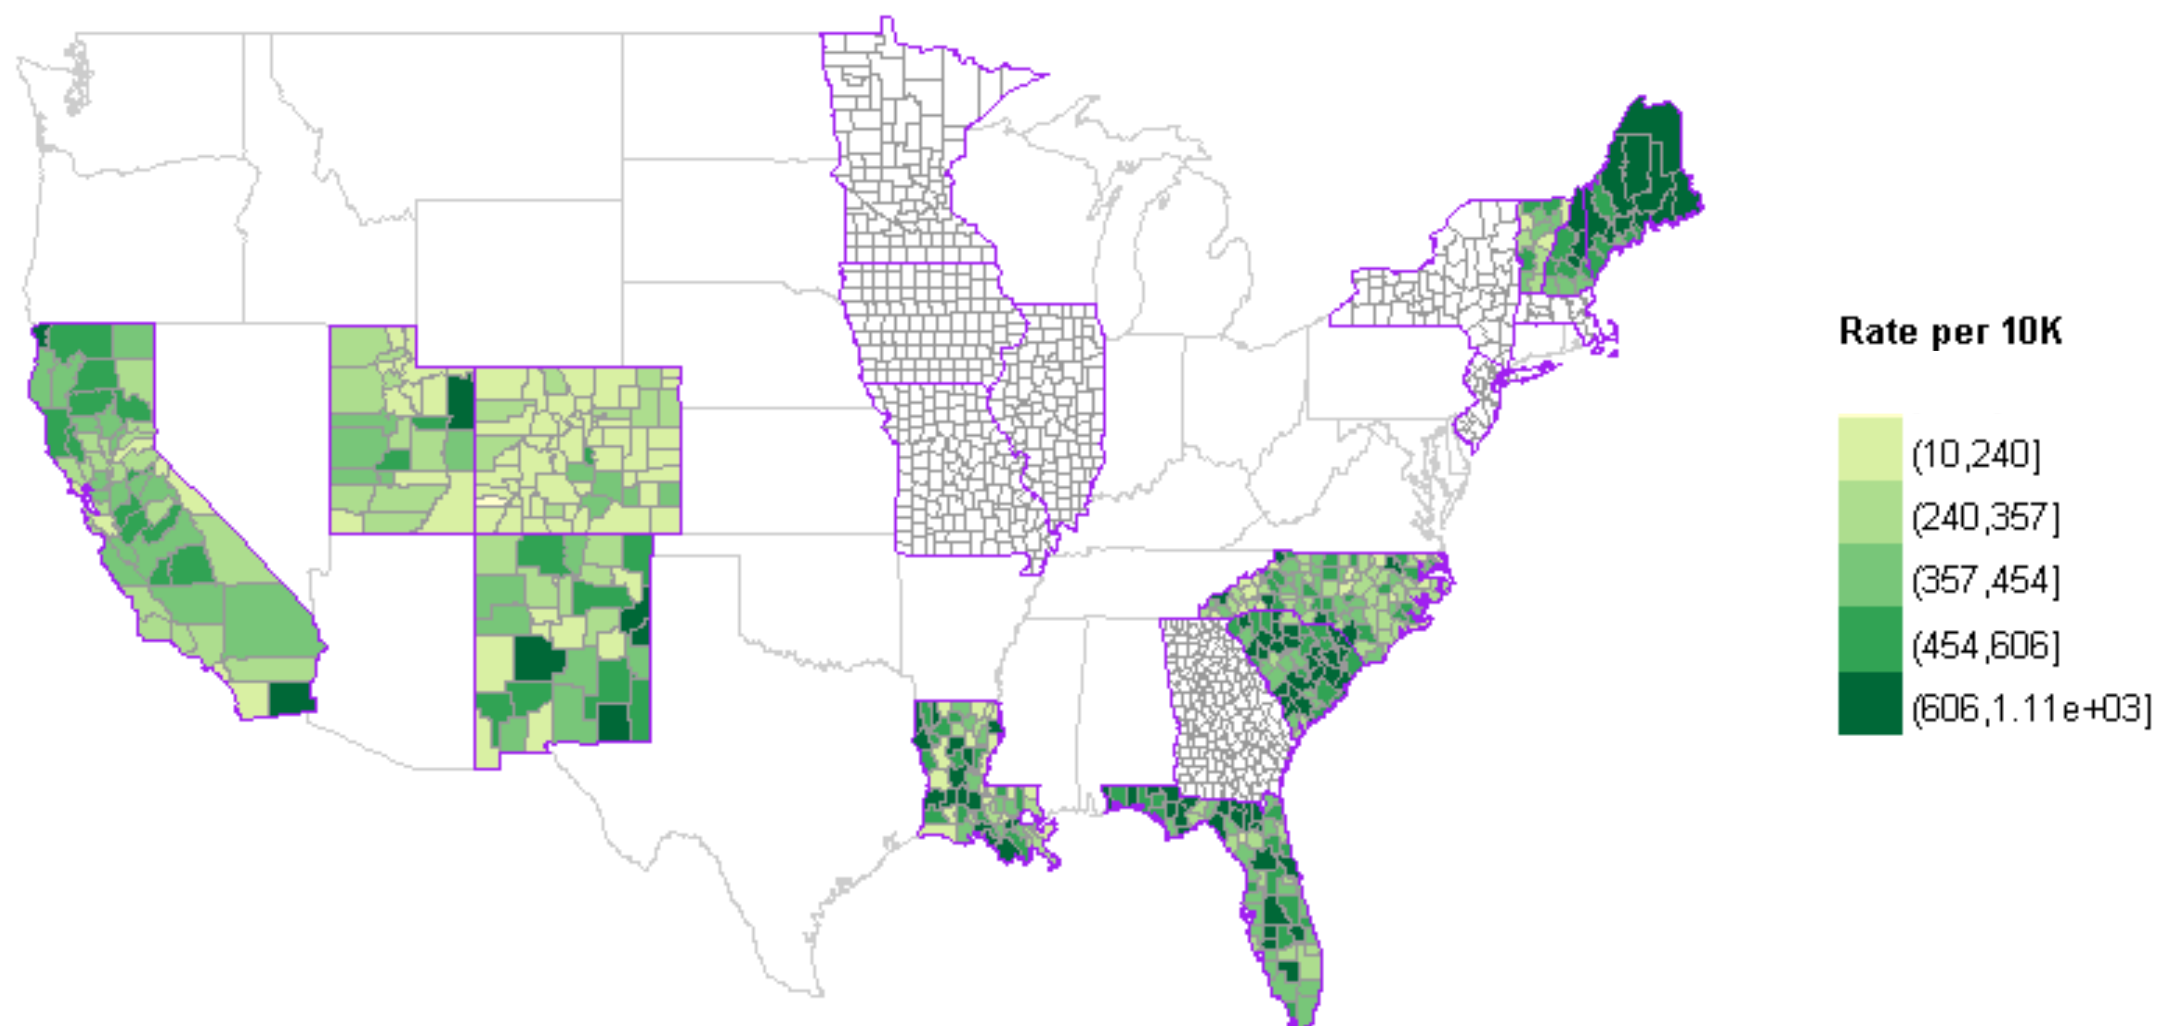 Rate per 10K
(10,240]
(240,357]
(357,454]
(454,606]
(606,1.11e+03]